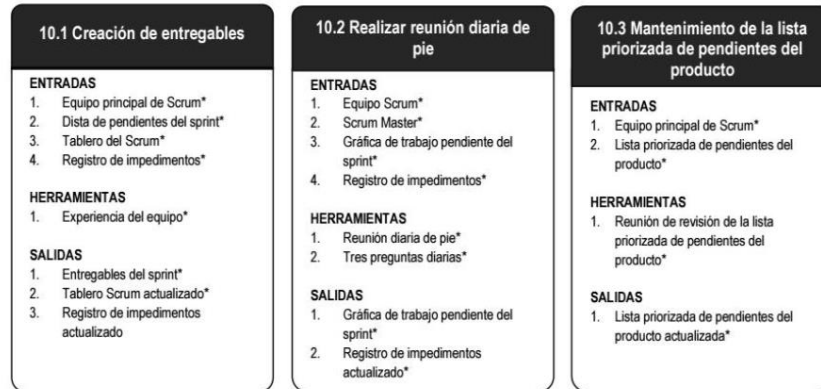 10.1 Creación de entregables
ENTRADAS
1. Equipo principal de Scrum*
2. Dista de pendientes del sprint*
3. Tablero del Scrum*
4. Registro de impedimentos*
HERRAMIENTAS
1. Experiencia del equipo*
SALIDAS
1. Entregables del sprint*
2. Tablero Scrum actualizado*
3. Registro de impedimentos
actualizado
10.2 Realizar reunión diaria de
pie
ENTRADAS
1. Equipo Scrum*
2. Scrum Master*
3. Gráfica de trabajo pendiente del
sprint*
4. Registro de impedimentos*
HERRAMIENTAS
1. Reunión diaria de pie*
2. Tres preguntas diarias*
SALIDAS
1. Gráfica de trabajo pendiente del
sprint*
2. Registro de impedimentos
actualizado*
10.3 Mantenimiento de la lista
priorizada de pendientes del
producto
ENTRADAS
1. Equipo principal de Scrum*
2. Lista priorizada de pendientes del
producto*
HERRAMIENTAS
1. Reunión de revisión de la lista
priorizada de pendientes del
producto*
SALIDAS
1. Lista priorizada de pendientes del
producto actualizada*